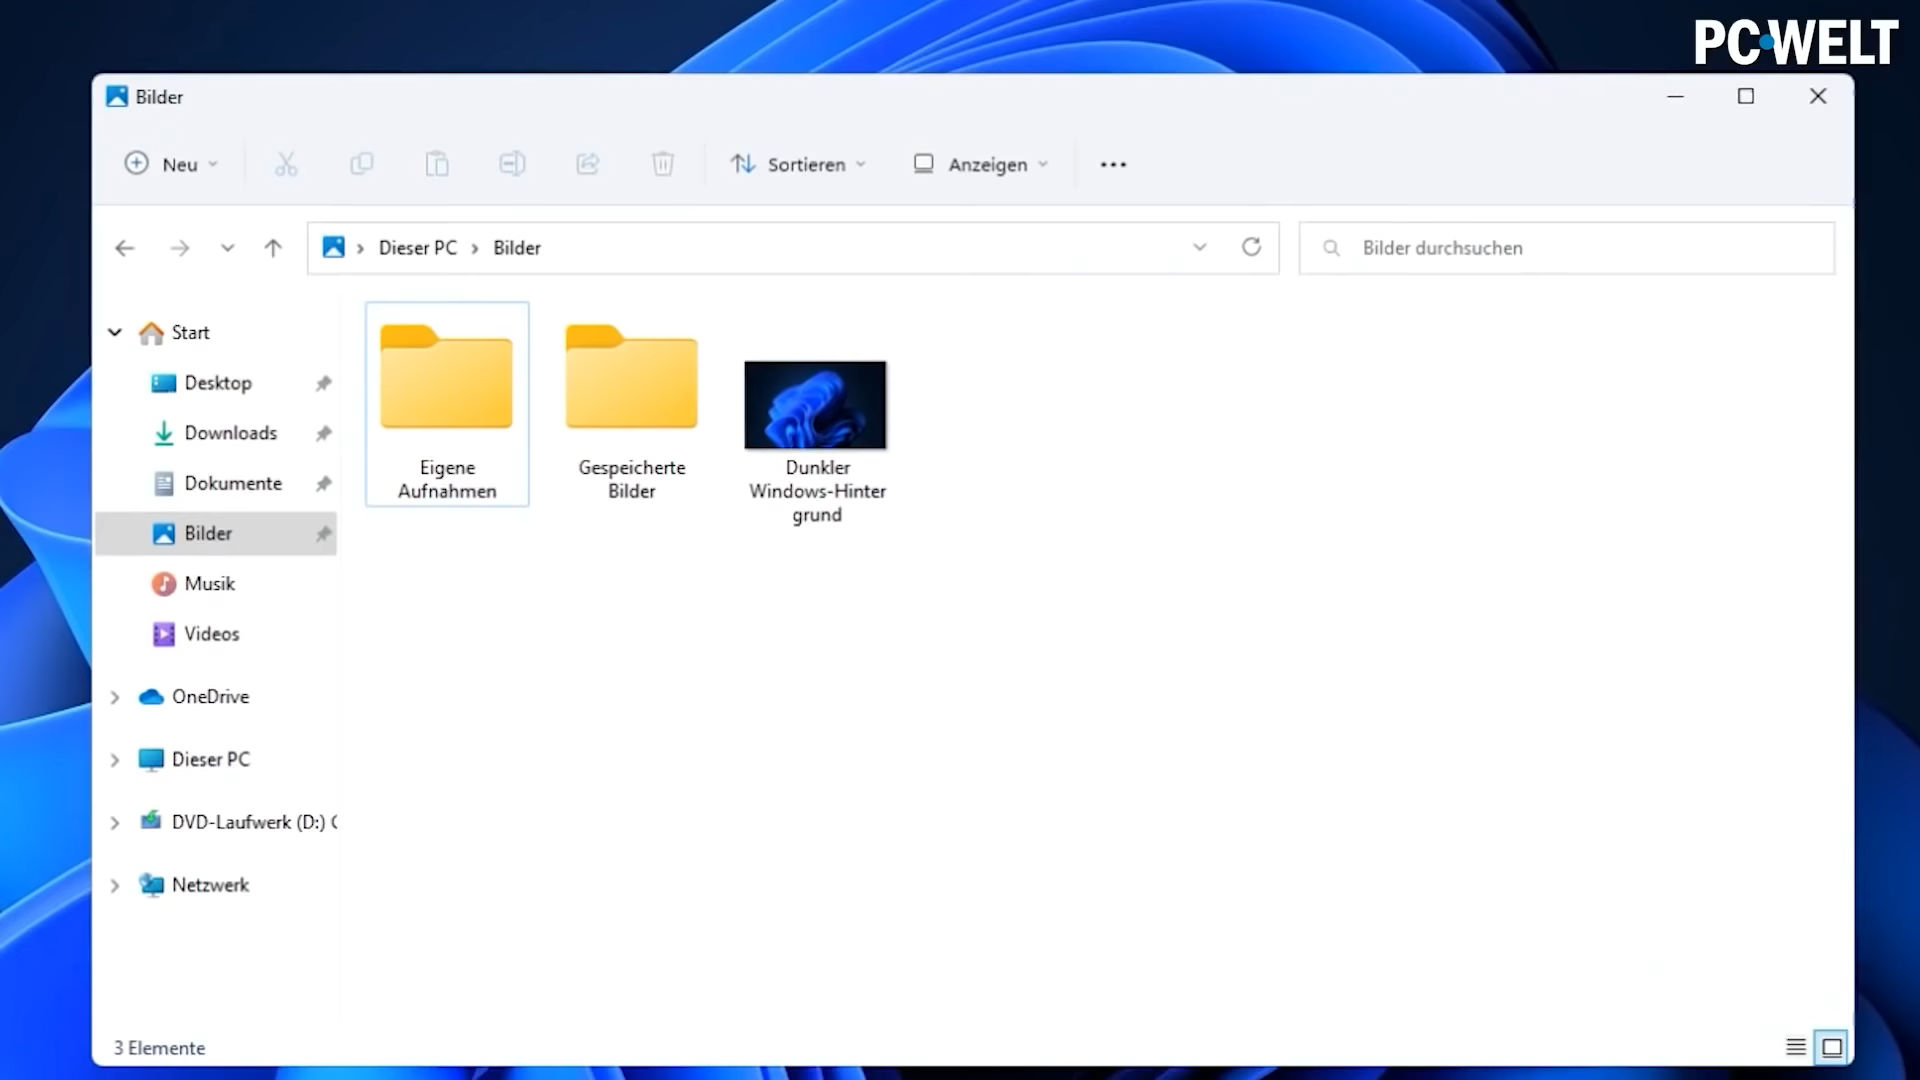 PC WELT
Bilder
Neu
Sortieren
Anzeigen
Dieser PC
Bilder
Bilder durchsuchen
Start
Desktop
Downloads
Dokumente
Bilder
Musik
Videos
OneDrive
Dieser PC
DVD-Laufwerk (D:)
Netzwerk
Eigene
Aufnahmen
Gespeicherte
Bilder
Dunkler
Windows-Hinter
grund
3 Elemente